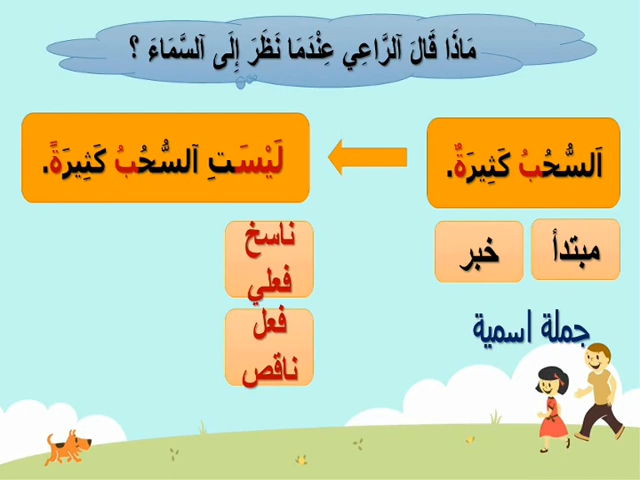 مَاذَا قَالَ ٱلرَّاعِي عِنْدَمَا نَظَرَ إِلَى ٱلسَّمَاءَ ؟
اَلسُّحُبُ كَثِيرَةٌ.
لَيْسَتِ ٱلسُّحُبُ كَثِيرَةً.
مبتدأ
خبر
ناسخ
فعلي
فعل
ناقص
جملة اسمية